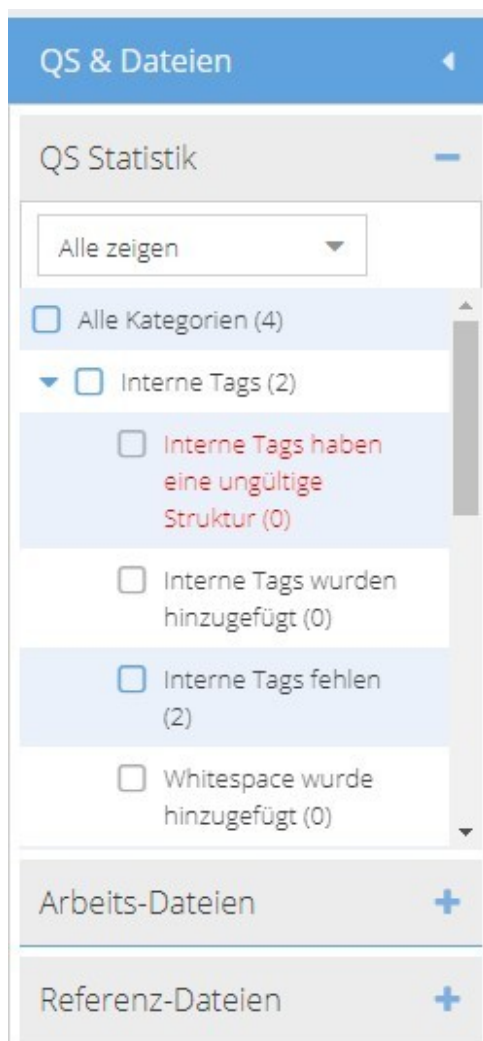 QS & Dateien
QS Statistik
Alle zeigen
Alle Kategorien (4)
Interne Tags (2)
Interne Tags haben
eine ungültige
Struktur (0)
Interne Tags wurden
hinzugefügt (0)
Interne Tags fehlen
(2)
Whitespace wurde
hinzugefügt (0)
Arbeits-Dateien
Referenz-Dateien